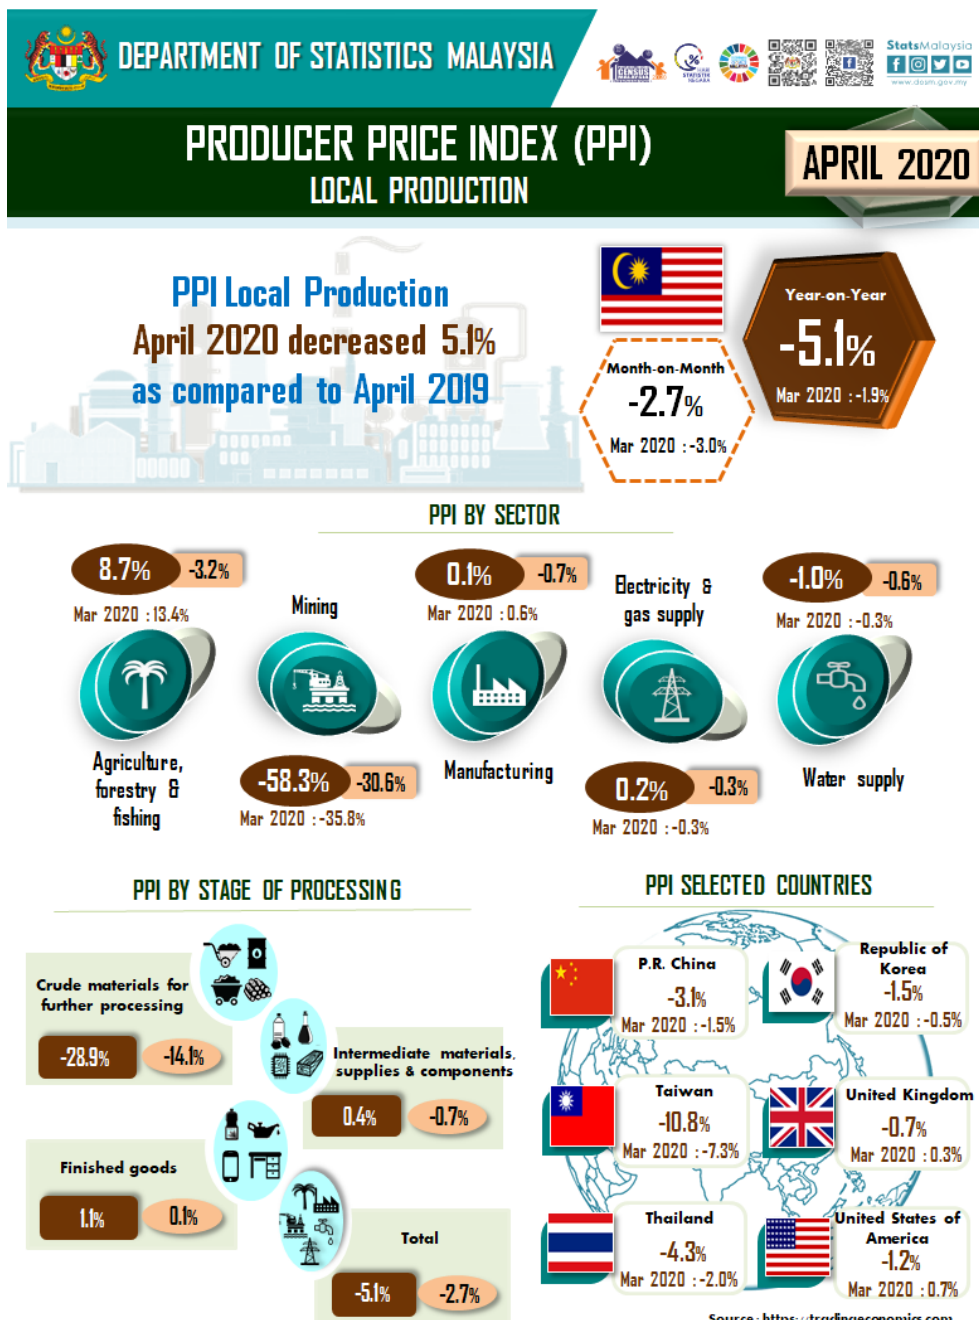 DEPARTMENT OF STATISTICS MALAYSIA
CENSUS
StatsMalaysia
www.dosm.gov.my
PRODUCER PRICE INDEX (PPI)
LOCAL PRODUCTION
APRIL 2020
PPI Local Production
April 2020 decreased 5.1%
as compared to April 2019
Month-on-Month
-2.7%
Mar 2020 :-3.0%
Year-on-Year
-5.1%
Mar 2020 :-1.9%
PPI BY SECTOR
8.7%
-3.2%
Mar 2020 :13.4%
Agriculture,
forestry &
fishing
Mining
-58.3%
-30.6%
Mar 2020 :-35.8%
0.1%
-0.7%
Mar 2020 :0.6%
Manufacturing
Electricity &
gas supply
0.2%
-0.3%
Mar 2020 :-0.3%
-1.0%
-0.6%
Mar 2020 :-0.3%
Water supply
PPI BY STAGE OF PROCESSING
Crude materials for
further processing
-28.9%
-14.1%
Intermediate materials,
supplies & components
0.4%
-0.7%
Finished goods
1.1%
0.1%
Total
-5.1%
-2.7%
PPI SELECTED COUNTRIES
P.R. China
-3.1%
Mar 2020 :-1.5%
Republic of
Korea
-1.5%
Mar 2020 :-0.5%
Taiwan
-10.8%
Mar 2020 :-7.3%
United Kingdom
-0.7%
Mar 2020 :0.3%
Thailand
-4.3%
Mar 2020 :-2.0%
United States of
America
-1.2%
Mar 2020 :0.7%
Source : https://tradingeconomics.com